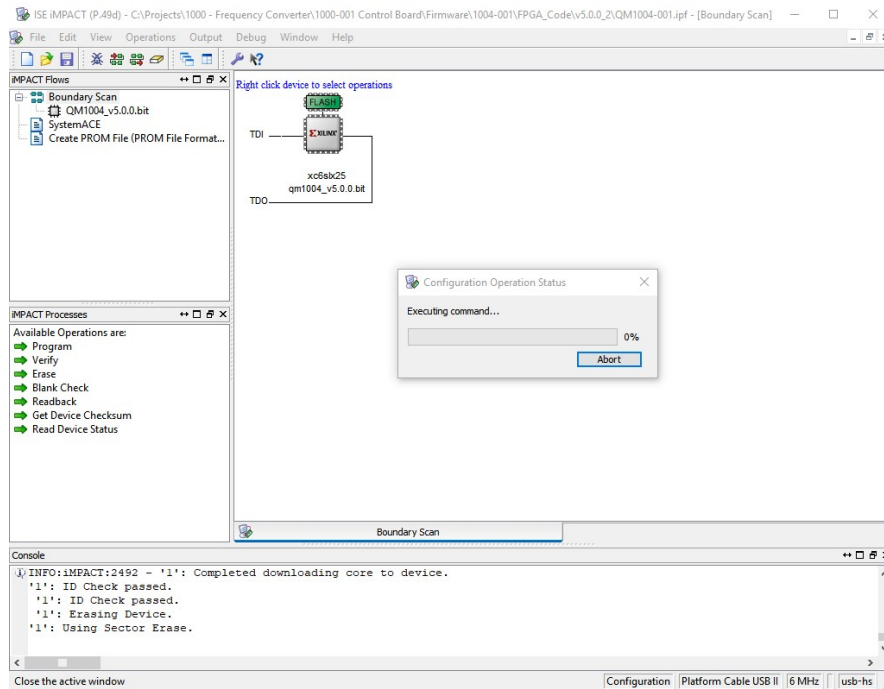 ISE iMPACT (P.49d) - C:\Projects\1000 - Frequency Converter\1000-001 Control Board\Firmware\1004-001\FPGA_Code\v5.0.0_2\QM1004-001.ipf - [Boundary Scan]
File Edit View Operations Output Debug Window Help
iMPACT Flows
Boundary Scan
QM1004_v5.0.0.bit
SystemACE
Create PROM File (PROM File Format...
Right click device to select operations
FLASH
TDI
XILINX
xc6slx25
qm1004_v5.0.0.bit
TDO
Configuration Operation Status
Executing command...
0%
Abort
iMPACT Processes
Available Operations are:
Program
Verify
Erase
Blank Check
Readback
Get Device Checksum
Read Device Status
Boundary Scan
Console
INFO:iMPACT:2492 - '1': Completed downloading core to device.
'1': ID Check passed.
'1': ID Check passed.
'1': Erasing Device.
'1': Using Sector Erase.
Close the active window
Configuration Platform Cable USB II 6 MHz usb-hs